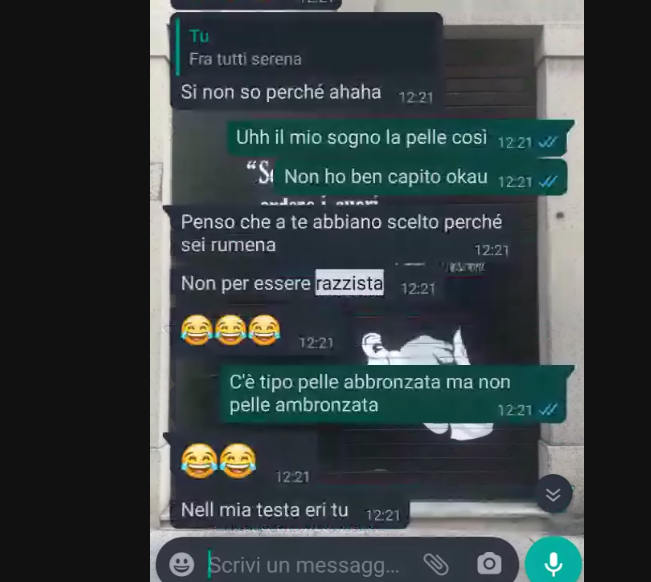 12:21
Tu
Fra tutti serena
Si non so perché ahaha 12:21
Uhh il mio sogno la pelle così 12:21
Non ho ben capito okau 12:21
Penso che a te abbiano scelto perché
sei rumena 12:21
Non per essere razzista 12:21
😂😂😂 12:21
C'è tipo pelle abbronzata ma non
pelle ambronzata 12:21
😂😂 12:21
Nell mia testa eri tu 12:21
Scrivi un messagg...